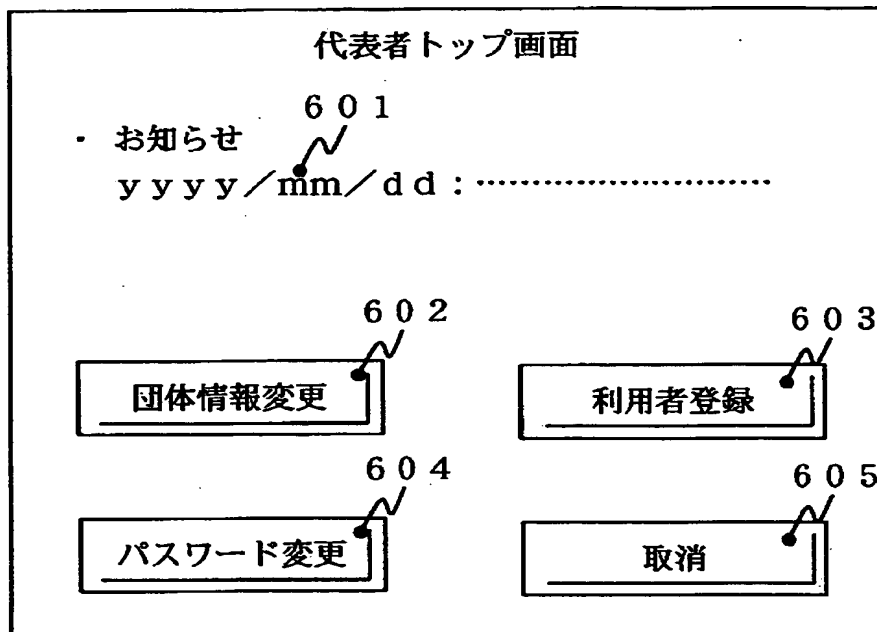 代表者トップ画面
601
・ お知らせ
yyyy/mm/dd:……………………
602
603
団体情報変更
利用者登録
604
605
パスワード変更
取消